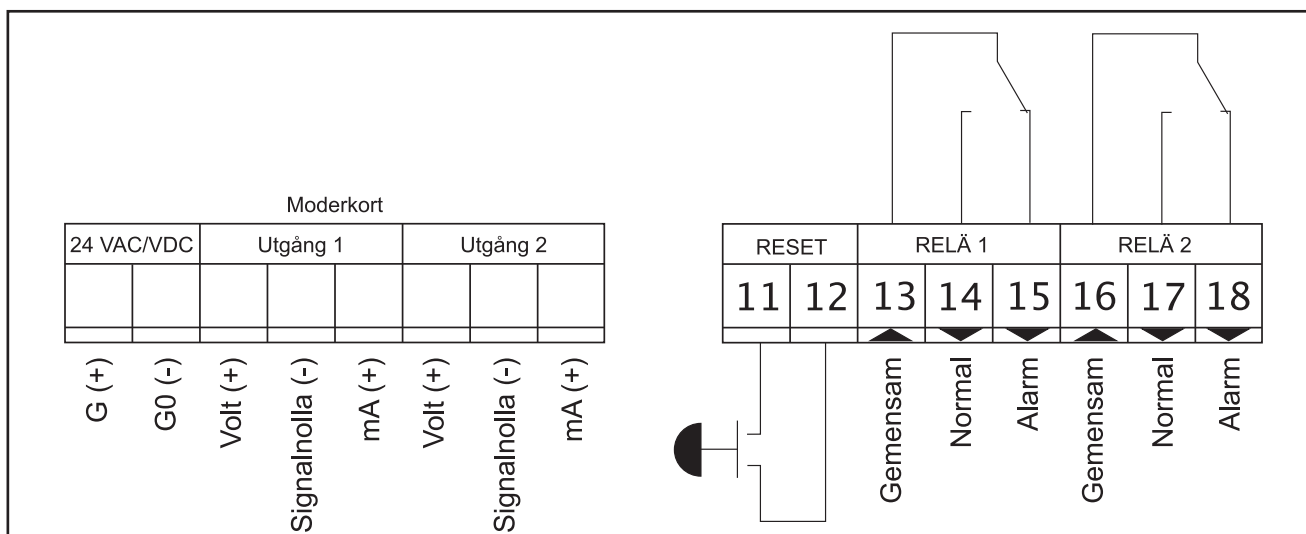 Moderkort
24 VAC/VDC Utgång 1 Utgång 2
G (+) G0 (-) Volt (+) Signalnolla (-) mA (+) Volt (+) Signalnolla (-) mA (+)
RESET RELÄ 1 RELÄ 2
11 12 13 14 15 16 17 18
Gemensam Normal Alarm Gemensam Normal Alarm